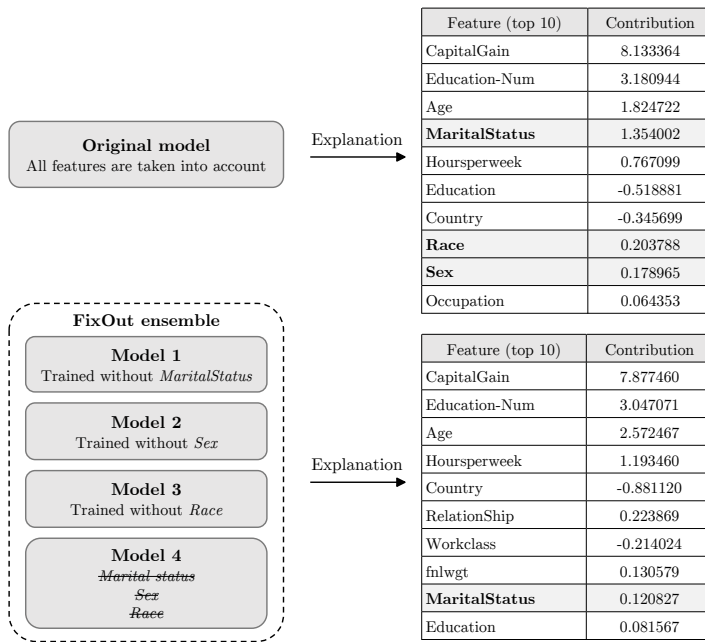 Original model
All features are taken into account
Explanation
Feature (top 10) Contribution
CapitalGain 8.133364
Education-Num 3.180944
Age 1.824722
MaritalStatus 1.354002
Hoursperweek 0.767099
Education -0.518881
Country -0.345699
Race 0.203788
Sex 0.178965
Occupation 0.064353
FixOut ensemble
Model 1
Trained without MaritalStatus
Model 2
Trained without Sex
Model 3
Trained without Race
Model 4
Marital status
Sex
Race
Explanation
Feature (top 10) Contribution
CapitalGain 7.877460
Education-Num 3.047071
Age 2.572467
Hoursperweek 1.193460
Country -0.881120
RelationShip 0.223869
Workclass -0.214024
fnlwgt 0.130579
MaritalStatus 0.120827
Education 0.081567